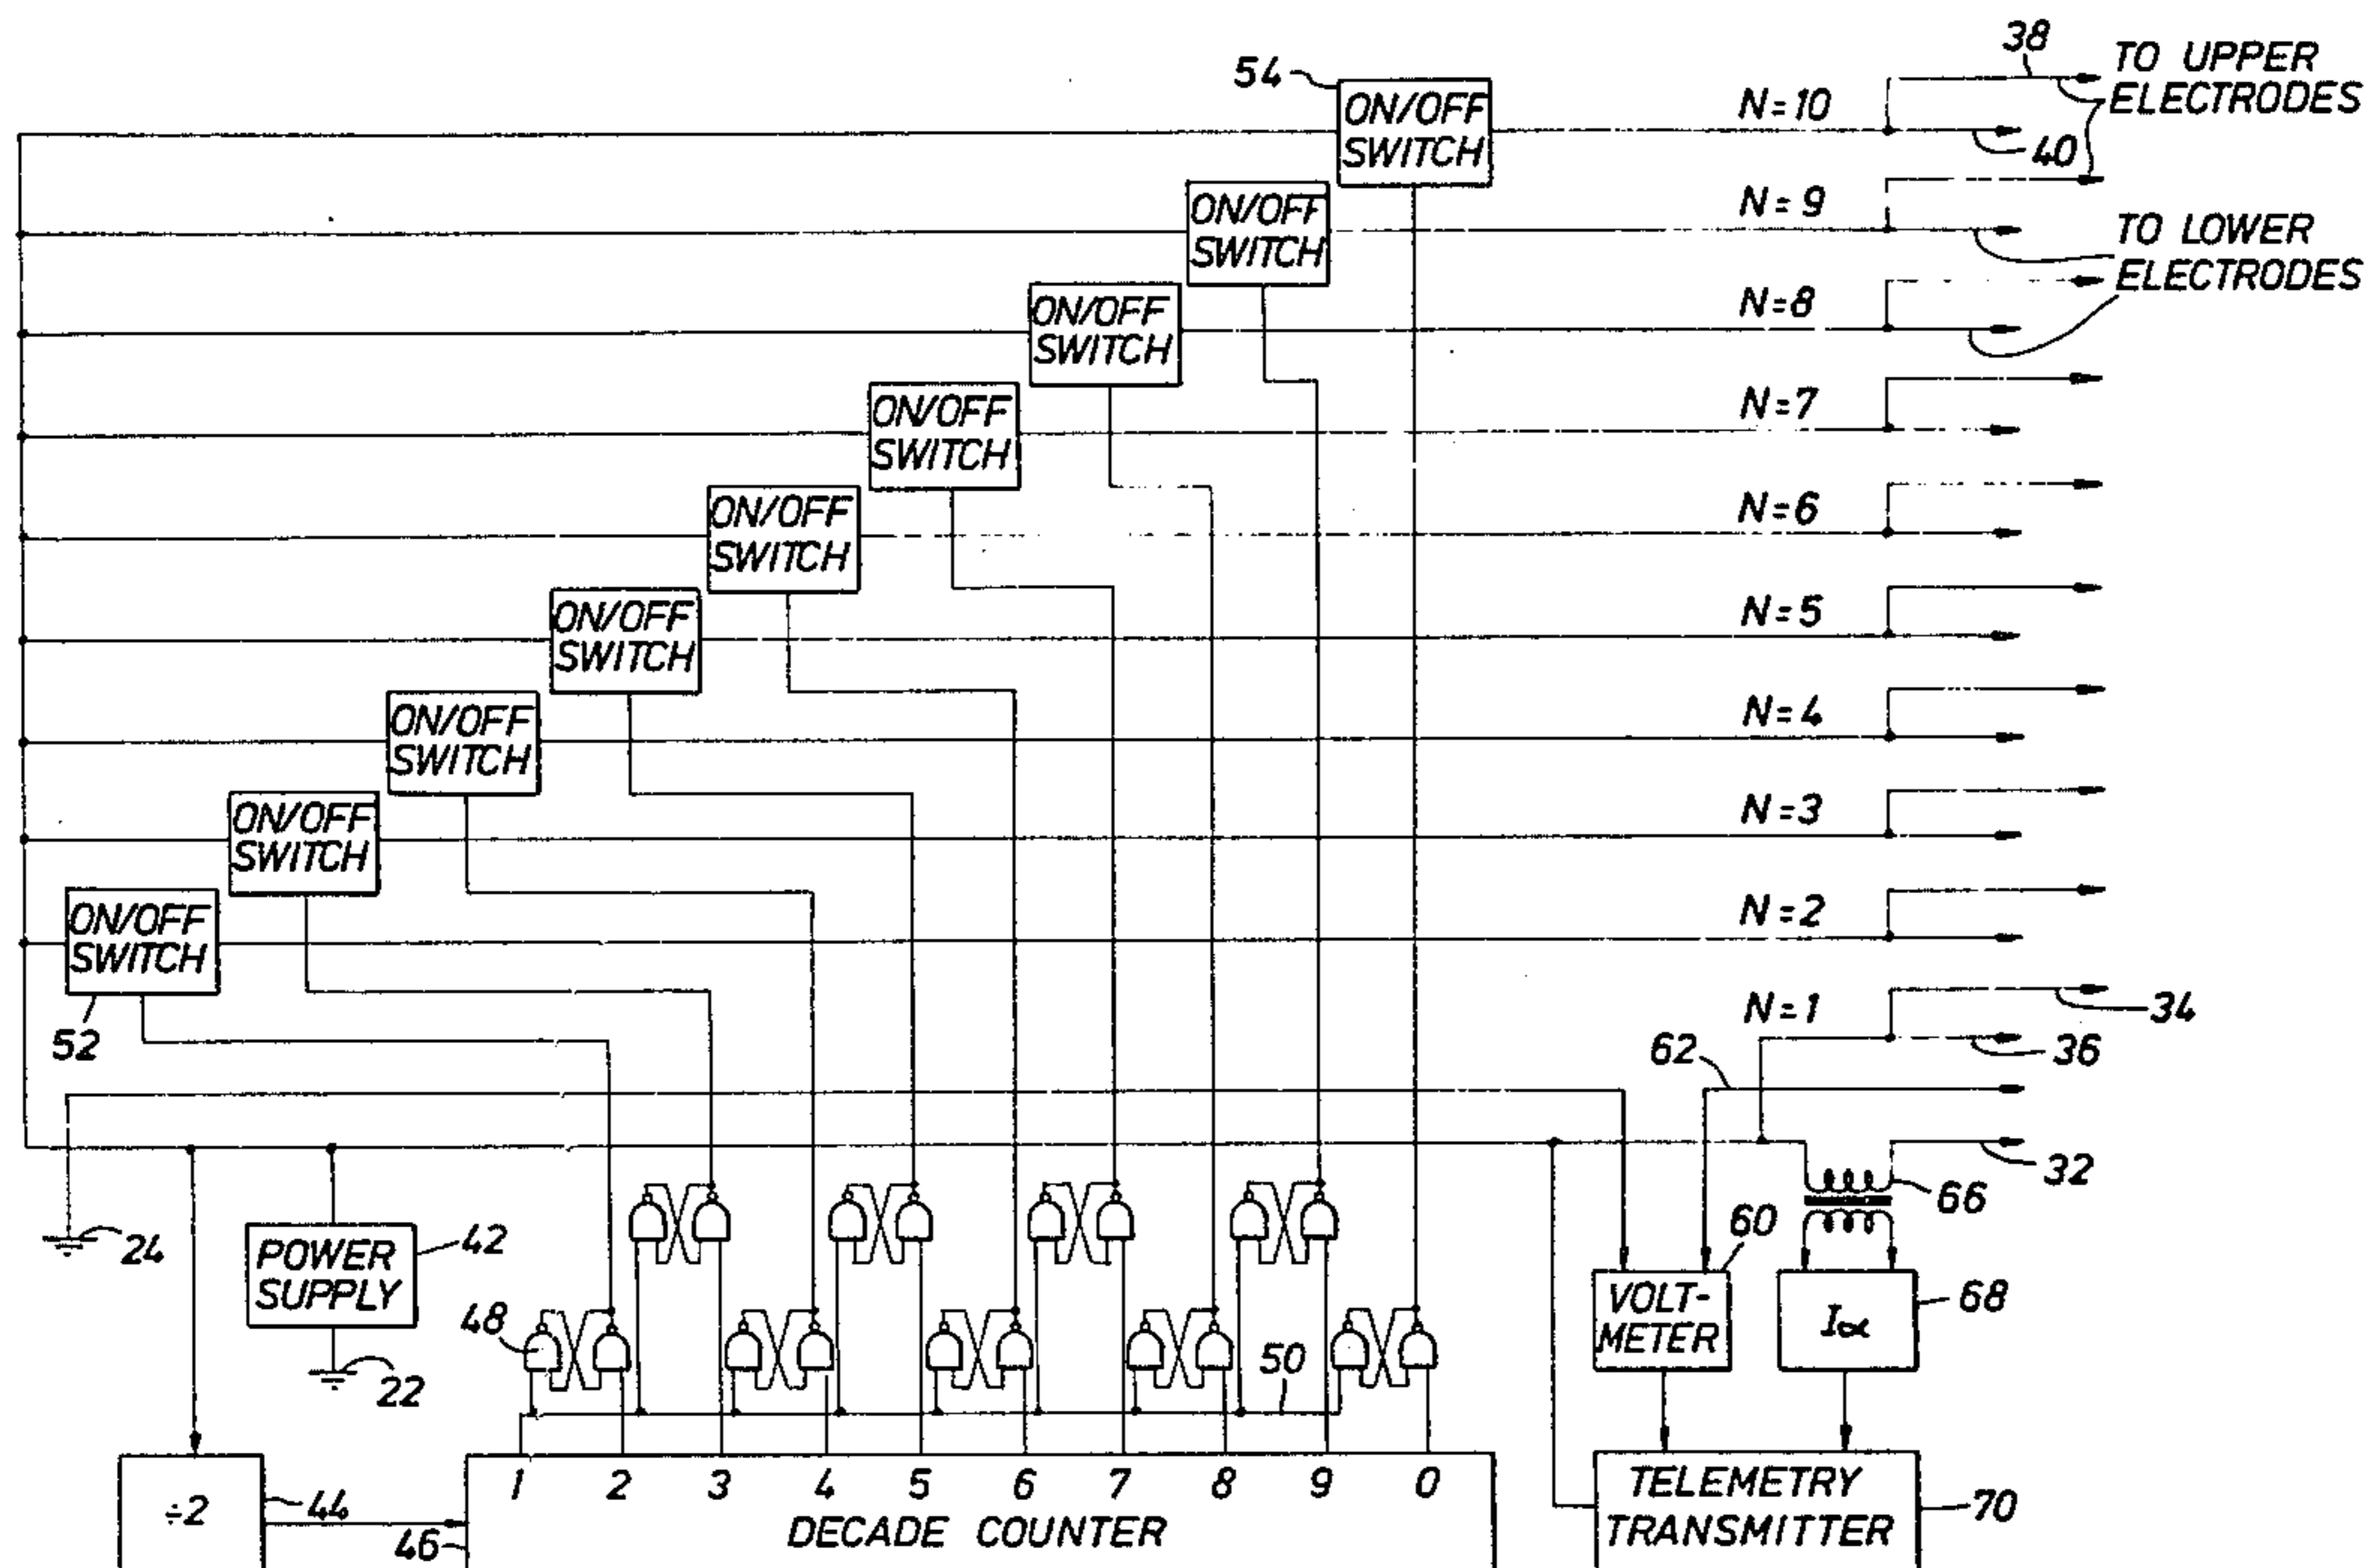 38
TO UPPER
ELECTRODES
54
ON/OFF
SWITCH
N=10
40
ON/OFF
SWITCH
N=9
TO LOWER
ELECTRODES
ON/OFF
SWITCH
N=8
ON/OFF
SWITCH
N=7
ON/OFF
SWITCH
N=6
ON/OFF
SWITCH
N=5
ON/OFF
SWITCH
N=4
ON/OFF
SWITCH
N=3
ON/OFF
SWITCH
N=2
52
N=1
34
36
62
32
66
24
POWER
SUPPLY
42
60
VOLT-
METER
Iα
68
48
50
22
÷2
44
46
1 2 3 4 5 6 7 8 9 0
DECADE COUNTER
TELEMETRY
TRANSMITTER
70